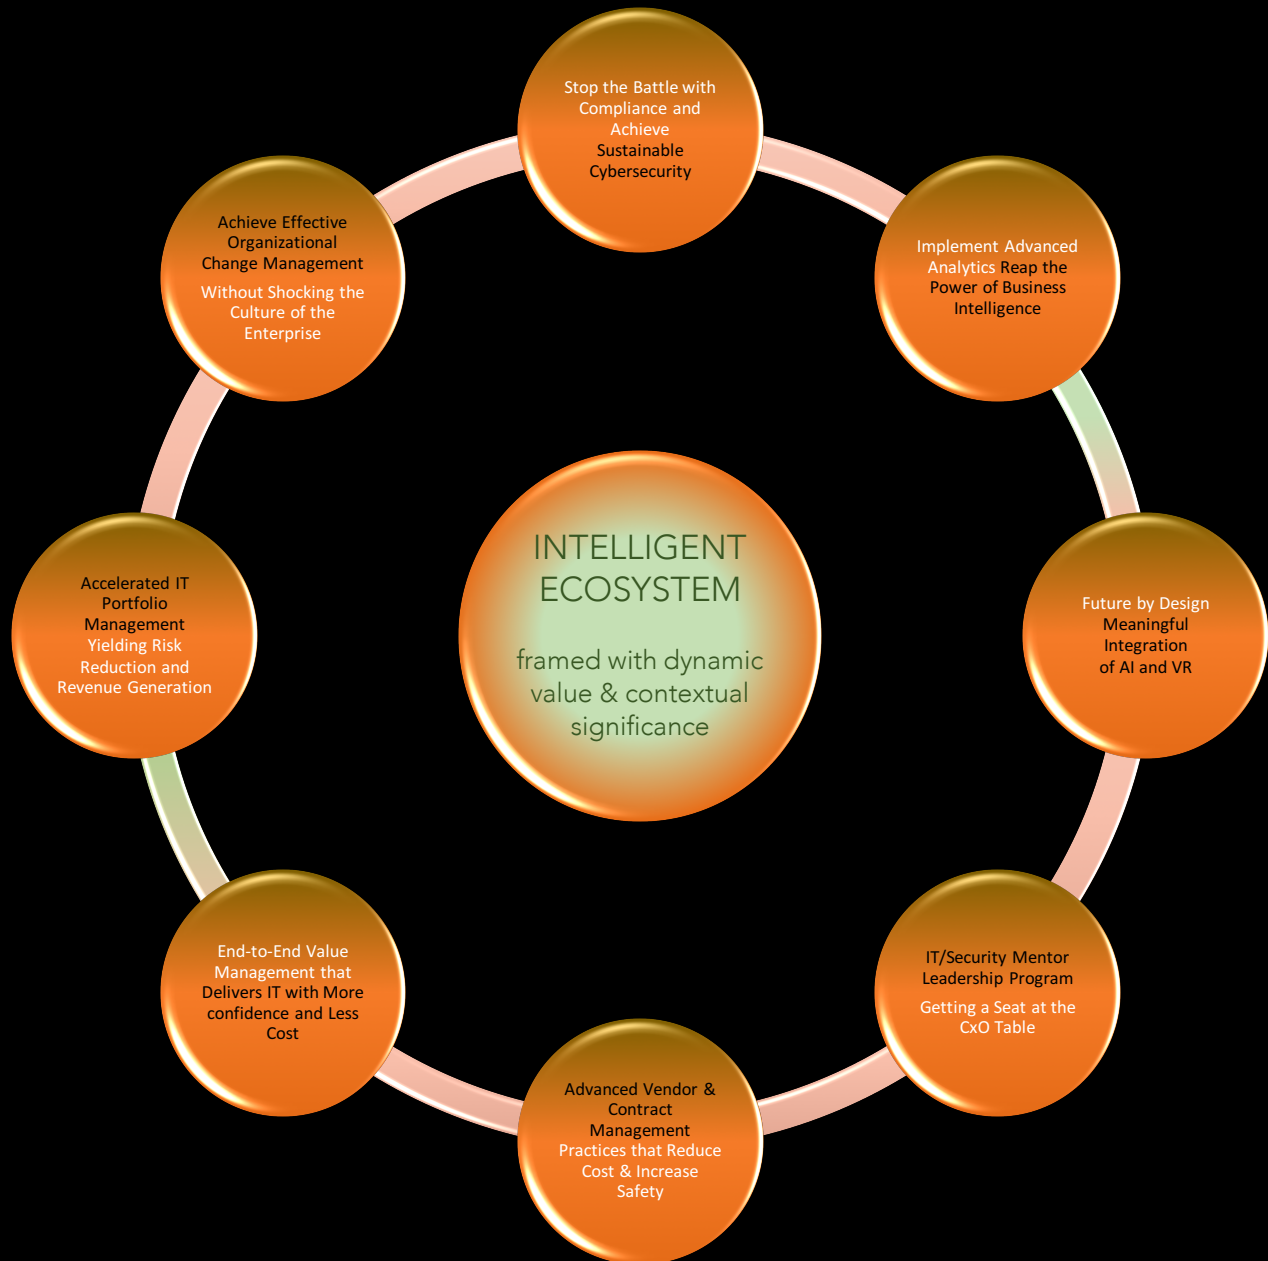 Stop the Battle with
Compliance and
Achieve
Sustainable
Cybersecurity
Implement Advanced
Analytics Reap the
Power of Business
Intelligence
Future by Design
Meaningful
Integration
of AI and VR
IT/Security Mentor
Leadership Program
Getting a Seat at the
CxO Table
Advanced Vendor &
Contract
Management
Practices that Reduce
Cost & Increase
Safety
End-to-End Value
Management that
Delivers IT with More
confidence and Less
Cost
Accelerated IT
Portfolio
Management
Yielding Risk
Reduction and
Revenue Generation
Achieve Effective
Organizational
Change Management
Without Shocking the
Culture of the
Enterprise
INTELLIGENT
ECOSYSTEM
framed with dynamic
value & contextual
significance